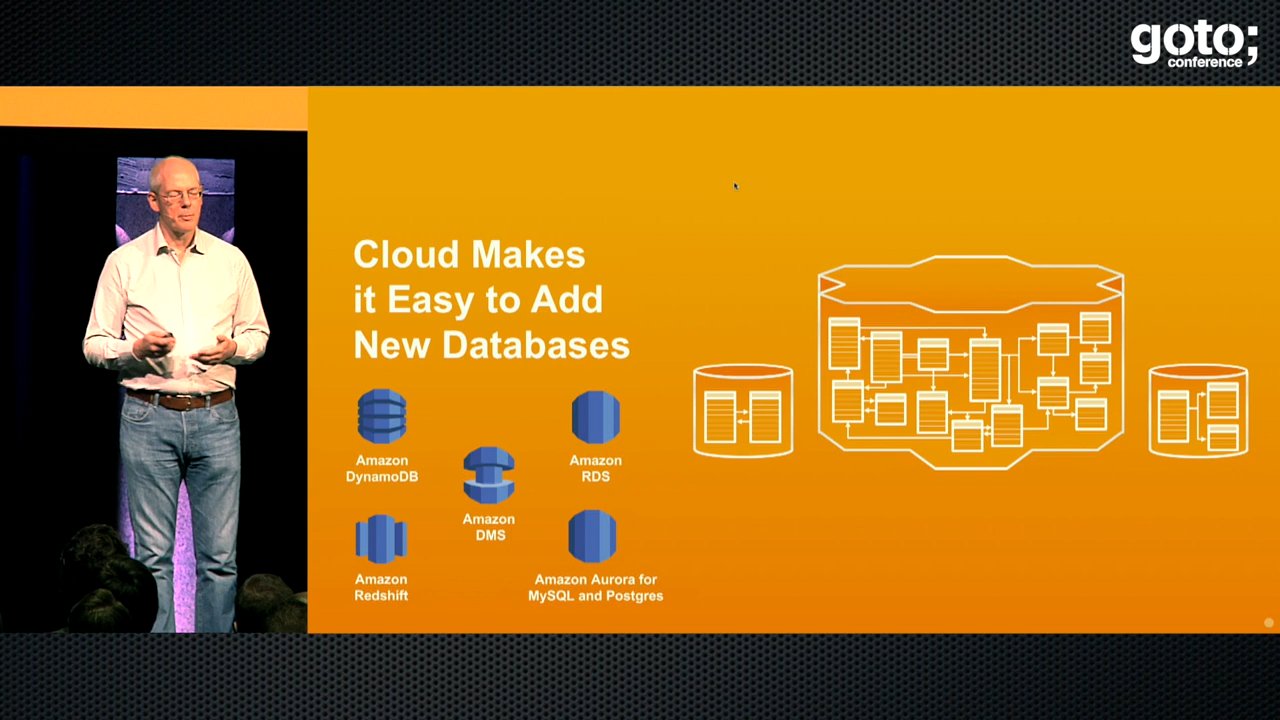 goto;
conference
Cloud Makes
it Easy to Add
New Databases
Amazon
DynamoDB
Amazon
RDS
Amazon
DMS
Amazon
Redshift
Amazon Aurora for
MySQL and Postgres